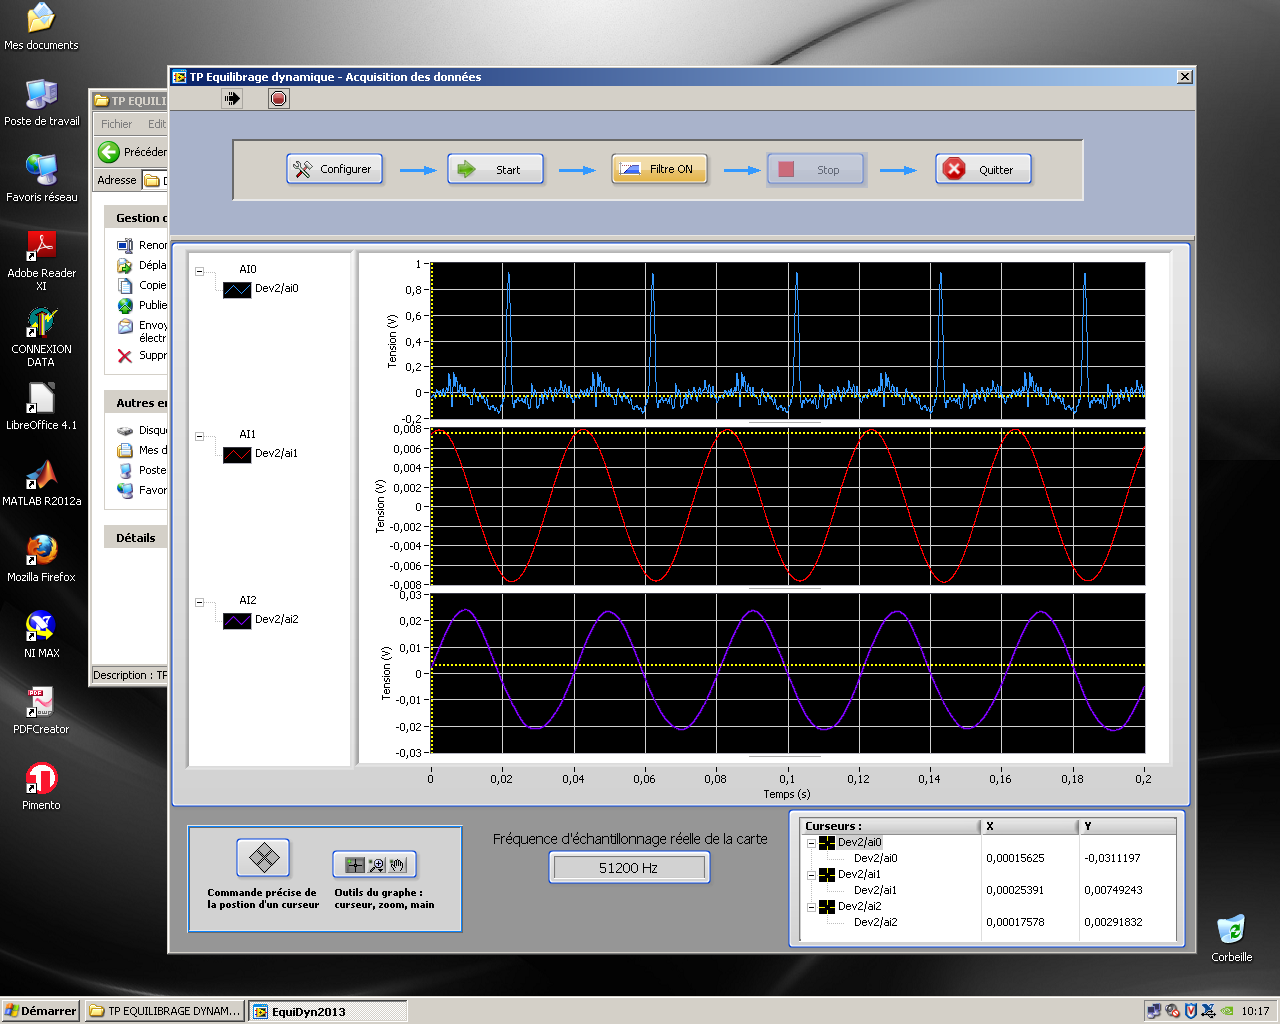 Mes documents
Poste de travail
Favoris réseau
Adobe Reader
XI
CONNEXION
DATA
LibreOffice 4.1
MATLAB R2012a
Mozilla Firefox
NI MAX
PDFCreator
Pimento
TP EQUILI
Fichier Edit
Précéder
Adresse
Gestion d
Renor
Dépla
Copie
Publie
Envoy
électr
Suppr
Autres en
Disqu
Mes d
Poste
Favor
Détails
Description : TP
TP Equilibrage dynamique - Acquisition des données
Configurer
Start
Filtre ON
Stop
Quitter
AI0
Dev2/ai0
AI1
Dev2/ai1
AI2
Dev2/ai2
Tension (V)
1
0,8
0,6
0,4
0,2
0
-0,2
Tension (V)
0,008
0,006
0,004
0,002
0
-0,002
-0,004
-0,006
-0,008
Tension (V)
0,03
0,02
0,01
0
-0,01
-0,02
-0,03
0 0,02 0,04 0,06 0,08 0,1 0,12 0,14 0,16 0,18 0,2
Temps (s)
Commande précise de
la postion d'un curseur
Outils du graphe :
curseur, zoom, main
Fréquence d'échantillonnage réelle de la carte
51200 Hz
Curseurs : X Y
Dev2/ai0
Dev2/ai0 0,00015625 -0,0311197
Dev2/ai1
Dev2/ai1 0,00025391 0,00749243
Dev2/ai2
Dev2/ai2 0,00017578 0,00291832
Corbeille
Démarrer
TP EQUILIBRAGE DYNAM...
EquiDyn2013
10:17